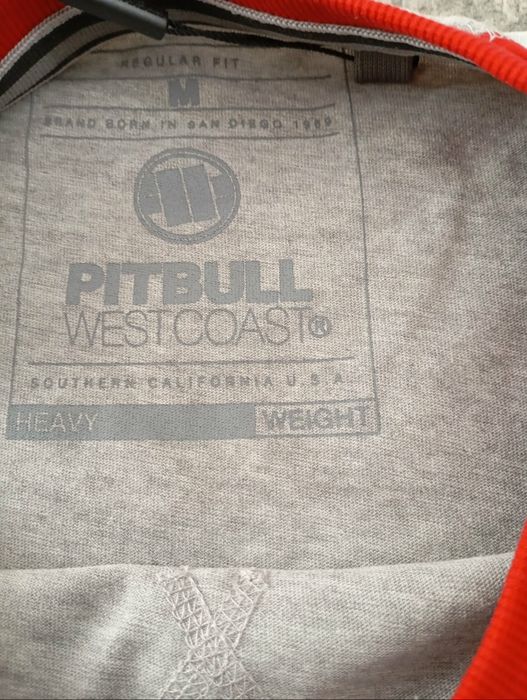 REGULAR FIT
M
BRAND BORN IN SAN DIEGO 1989
PITBULL
WESTCOAST®
SOUTHERN CALIFORNIA U.S.A
HEAVY WEIGHT